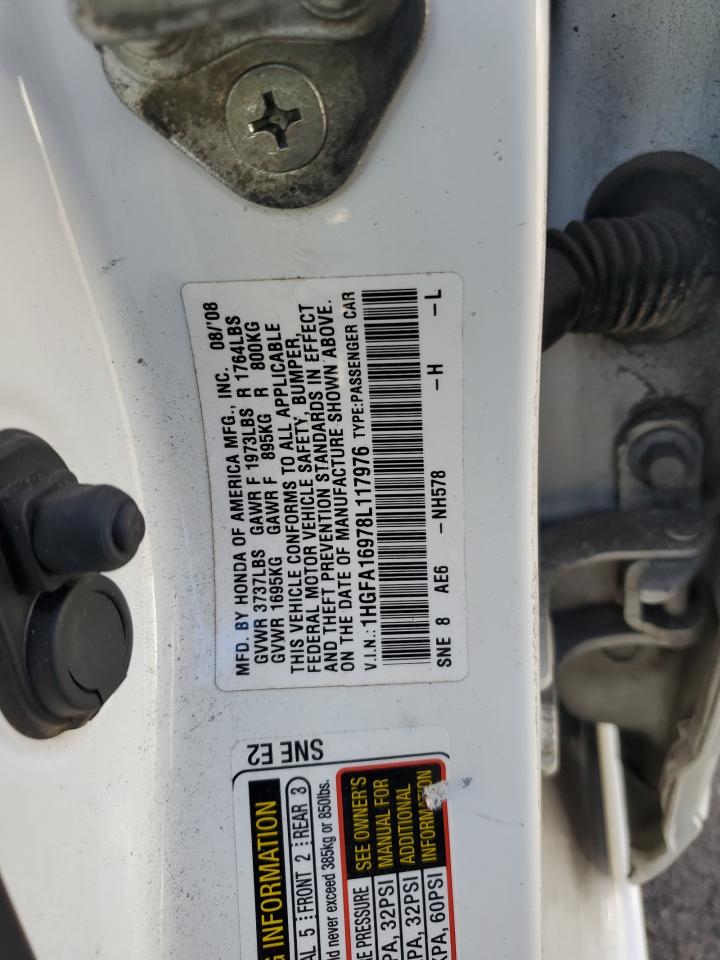 MFD. BY HONDA OF AMERICA MFG., INC. 08/'08
GVWR 3737LBS GAWR F 1973LBS R 1764LBS
GVWR 1695KG GAWR F 895KG R 800KG
THIS VEHICLE CONFORMS TO ALL APPLICABLE
FEDERAL MOTOR VEHICLE SAFETY, BUMPER,
AND THEFT PREVENTION STANDARDS IN EFFECT
ON THE DATE OF MANUFACTURE SHOWN ABOVE.
V.I.N.: 1HGFA16978L117976 TYPE:PASSENGER CAR
SNE 8 AE6 - NH578 - H - L
SNE E2
INFORMATION
5 FRONT 2 REAR 3
never exceed 385kg or 850lbs.
PRESSURE SEE OWNER'S
MANUAL FOR
ADDITIONAL
INFORMATION
32PSI
32PSI
60PSI